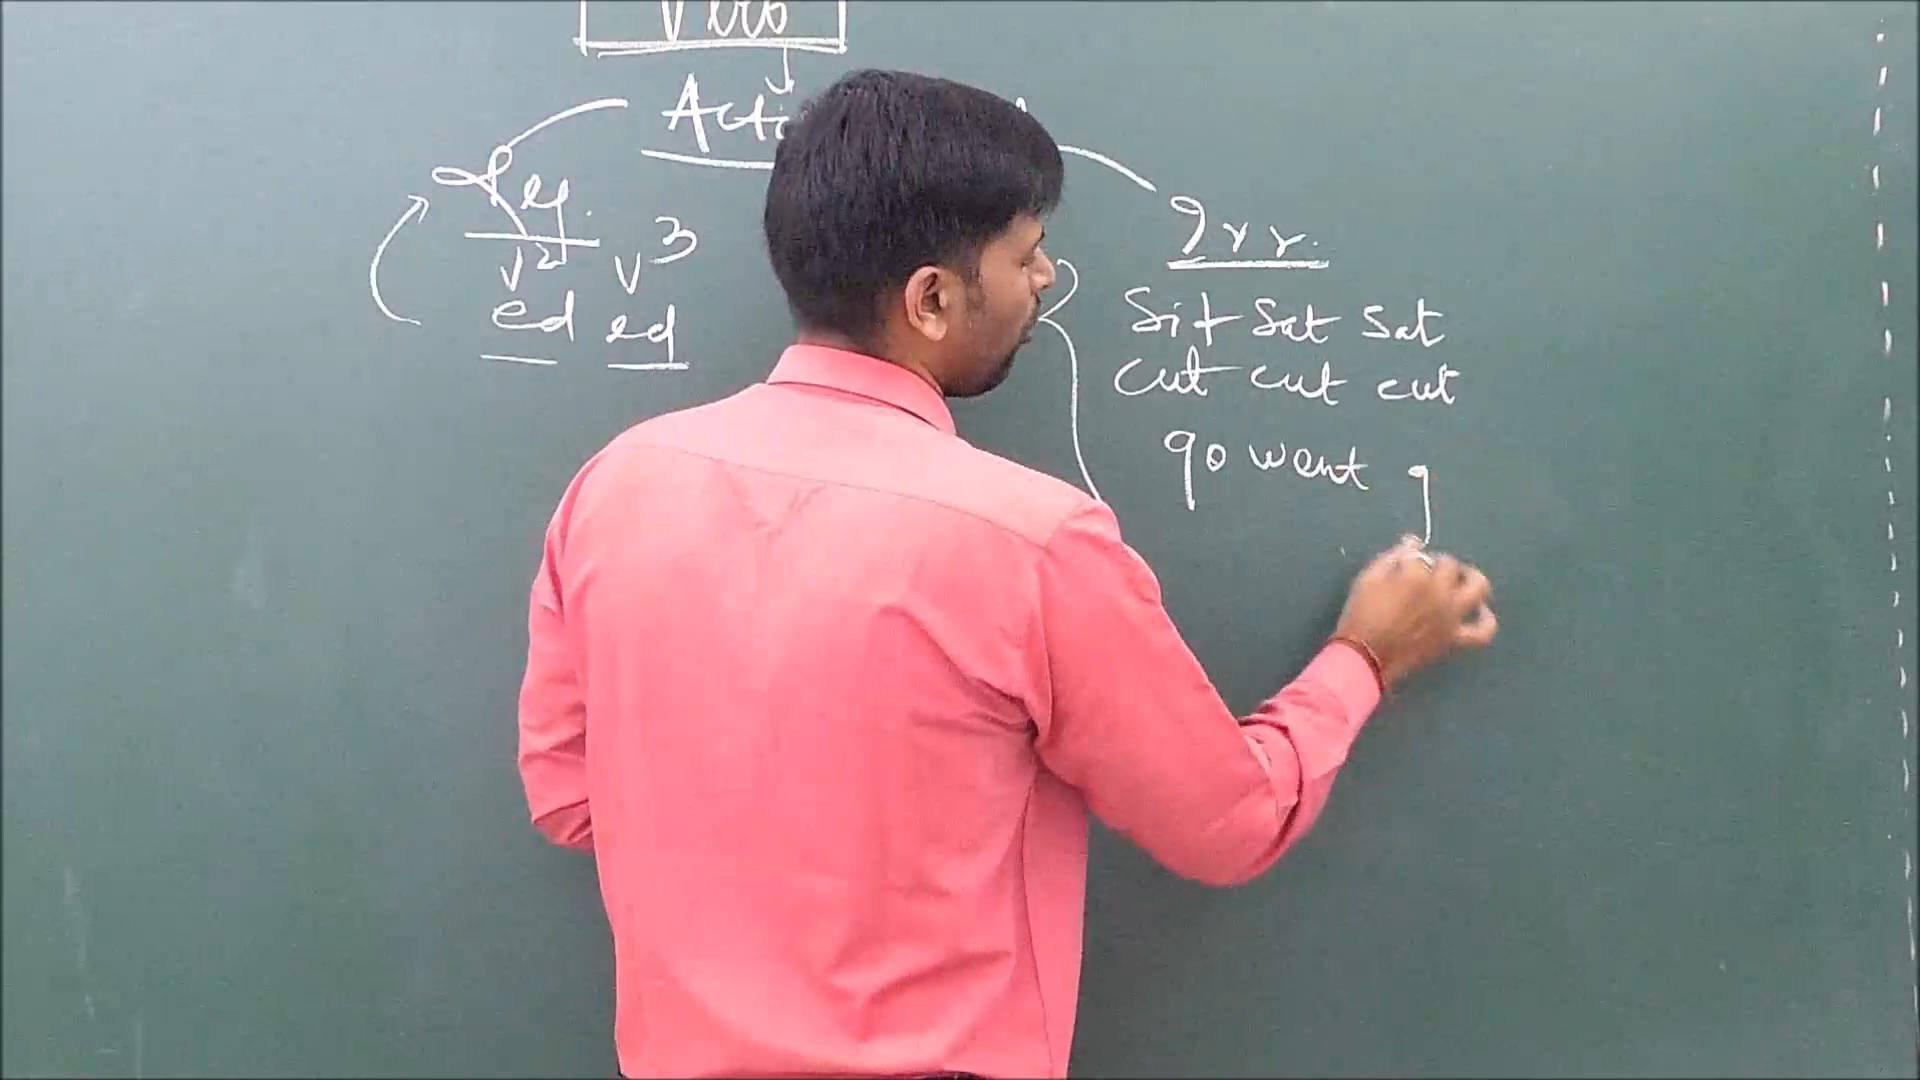 Verb
Acti
Reg.
Irr.
V2 V3
ed ed
Sit Sat Sat
cut cut cut
go went g